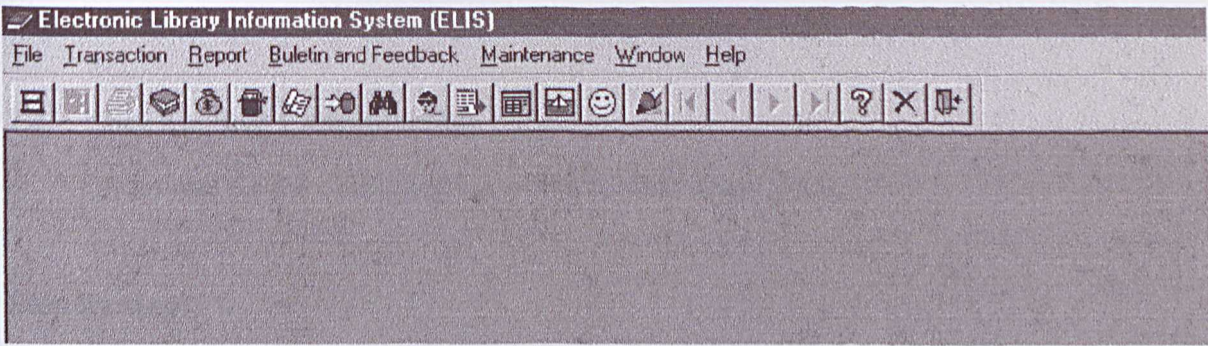 Electronic Library Information System (ELIS)
File Transaction Report Buletin and Feedback Maintenance Window Help